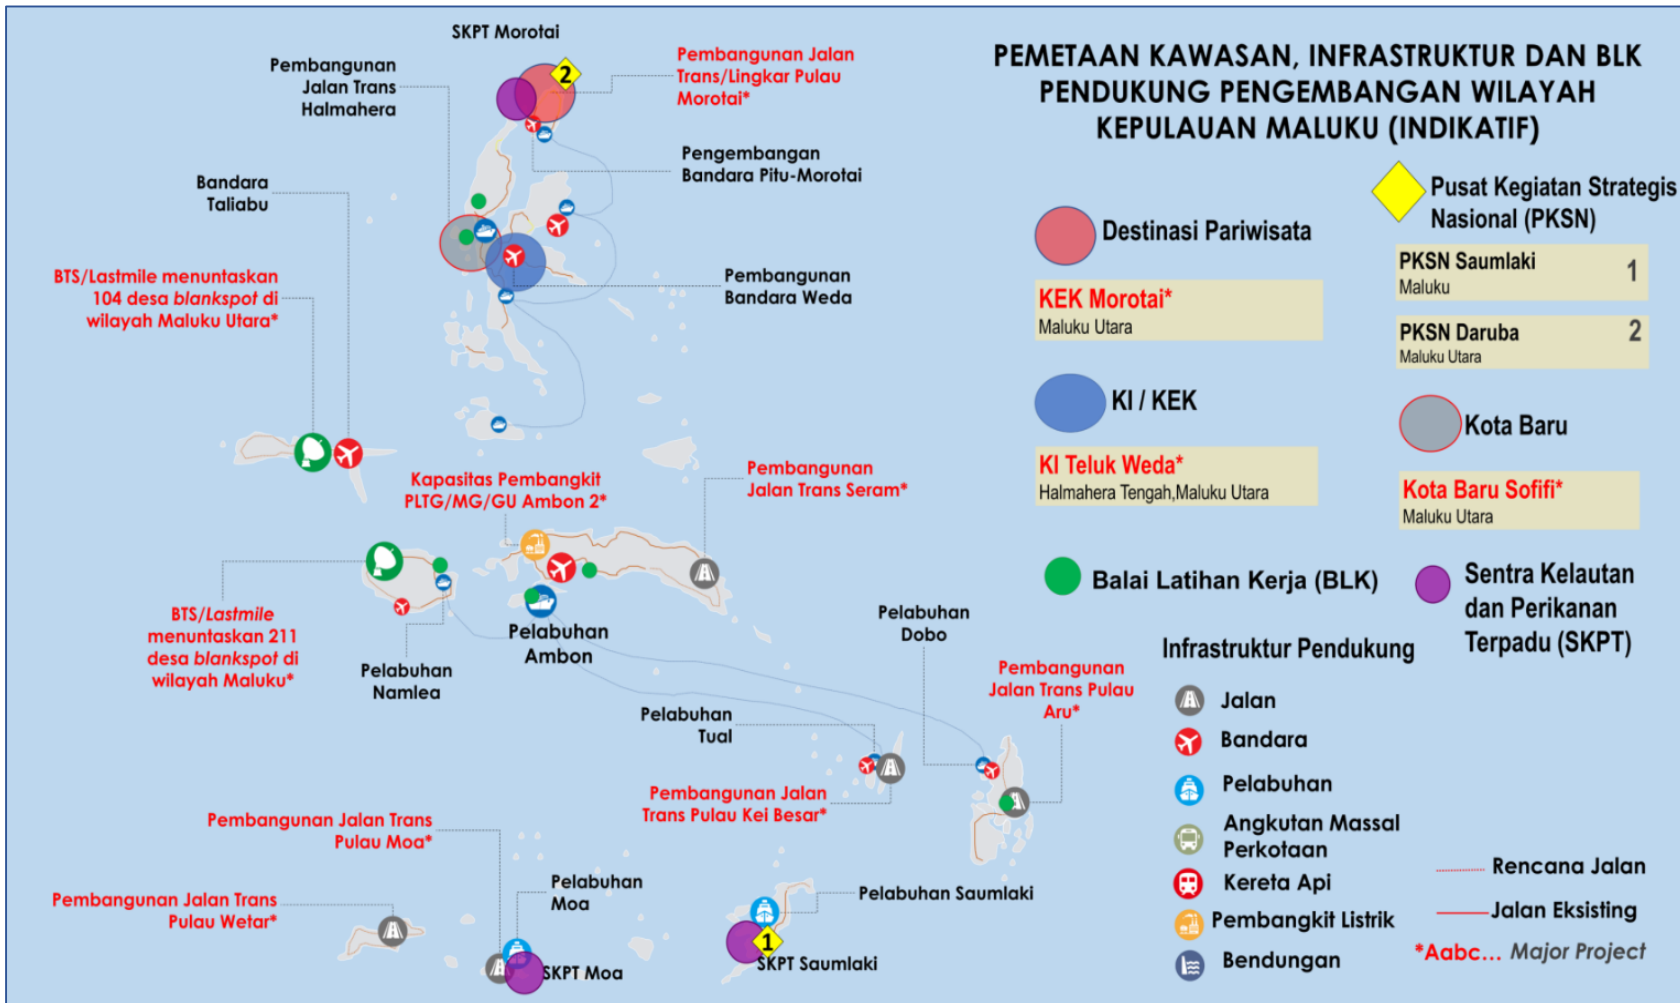 PEMETAAN KAWASAN, INFRASTRUKTUR DAN BLK
PENDUKUNG PENGEMBANGAN WILAYAH
KEPULAUAN MALUKU (INDIKATIF)
SKPT Morotai
Pembangunan
Jalan Trans
Halmahera
Pembangunan Jalan
Trans/Lingkar Pulau
Morotai*
2
Pengembangan
Bandara Pitu-Morotai
Bandara
Taliabu
BTS/Lastmile menuntaskan
104 desa blankspot di
wilayah Maluku Utara*
Pembangunan
Bandara Weda
Kapasitas Pembangkit
PLTG/MG/GU Ambon 2*
Pembangunan
Jalan Trans Seram*
BTS/Lastmile
menuntaskan 211
desa blankspot di
wilayah Maluku*
Pelabuhan
Namlea
Pelabuhan
Ambon
Pelabuhan
Dobo
Pembangunan
Jalan Trans Pulau
Aru*
Pelabuhan
Tual
Pembangunan Jalan
Trans Pulau Kei Besar*
Pembangunan Jalan Trans
Pulau Moa*
Pembangunan Jalan Trans
Pulau Wetar*
Pelabuhan
Moa
SKPT Moa
Pelabuhan Saumlaki
1
SKPT Saumlaki
Destinasi Pariwisata
KEK Morotai*
Maluku Utara
KI / KEK
KI Teluk Weda*
Halmahera Tengah,Maluku Utara
Balai Latihan Kerja (BLK)
Pusat Kegiatan Strategis
Nasional (PKSN)
PKSN Saumlaki 1
Maluku
PKSN Daruba 2
Maluku Utara
Kota Baru
Kota Baru Sofifi*
Maluku Utara
Sentra Kelautan
dan Perikanan
Terpadu (SKPT)
Infrastruktur Pendukung
Jalan
Bandara
Pelabuhan
Angkutan Massal
Perkotaan
Kereta Api
Pembangkit Listrik
Bendungan
Rencana Jalan
Jalan Eksisting
*Aabc... Major Project